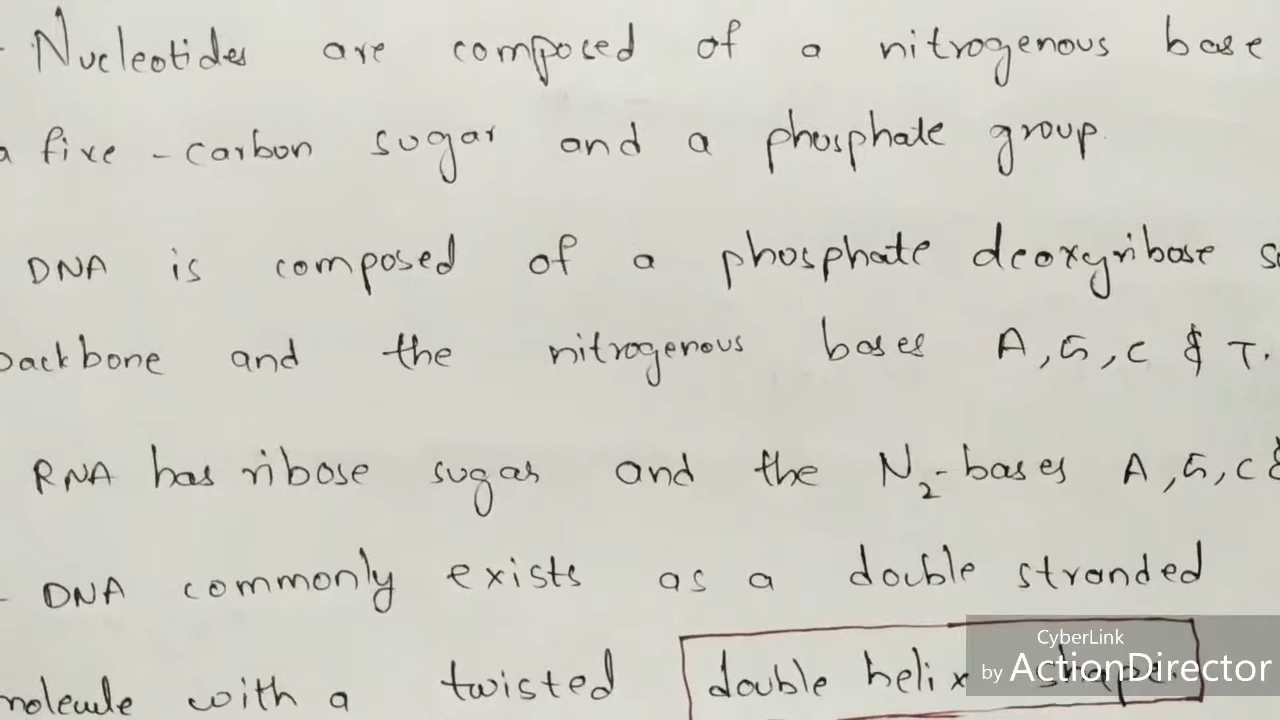 - Nucleotides are composed of a nitrogenous base
a five - carbon sugar and a phosphate group.
DNA is composed of a phosphate deoxyribose
backbone and the nitrogenous bases A, G, C & T.
RNA has ribose sugar and the N2-bases A, G, C &
- DNA commonly exists as a double stranded
molecule with a twisted double helix shape.
CyberLink
by ActionDirector